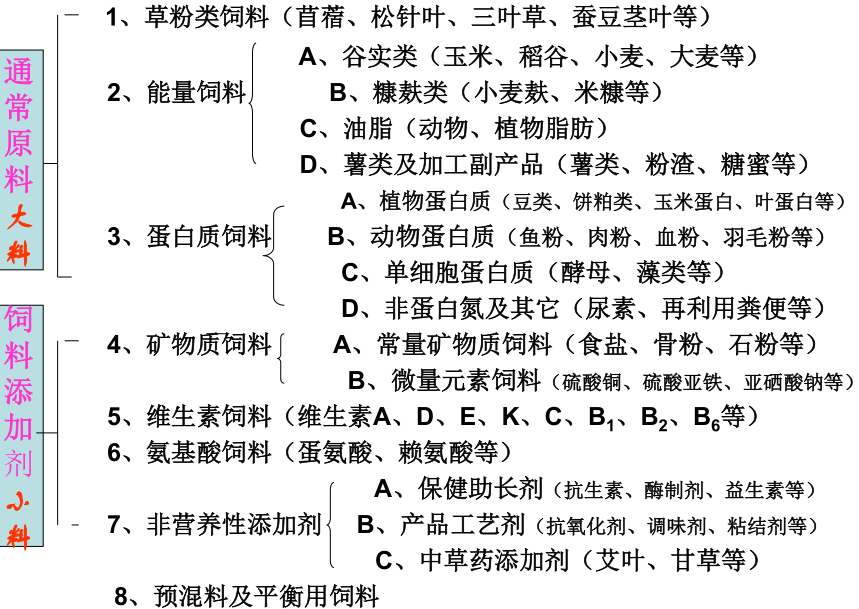 通常原料大料
1、草粉类饲料（苜蓿、松针叶、三叶草、蚕豆茎叶等）
2、能量饲料
A、谷实类（玉米、稻谷、小麦、大麦等）
B、糠麸类（小麦麸、米糠等）
C、油脂（动物、植物脂肪）
D、薯类及加工副产品（薯类、粉渣、糖蜜等）
3、蛋白质饲料
A、植物蛋白质（豆类、饼粕类、玉米蛋白、叶蛋白等）
B、动物蛋白质（鱼粉、肉粉、血粉、羽毛粉等）
C、单细胞蛋白质（酵母、藻类等）
D、非蛋白氮及其它（尿素、再利用粪便等）
饲料添加剂小料
4、矿物质饲料
A、常量矿物质饲料（食盐、骨粉、石粉等）
B、微量元素饲料（硫酸铜、硫酸亚铁、亚硒酸钠等）
5、维生素饲料（维生素A、D、E、K、C、B₁、B₂、B₆等）
6、氨基酸饲料（蛋氨酸、赖氨酸等）
7、非营养性添加剂
A、保健助长剂（抗生素、酶制剂、益生素等）
B、产品工艺剂（抗氧化剂、调味剂、粘结剂等）
C、中草药添加剂（艾叶、甘草等）
8、预混料及平衡用饲料